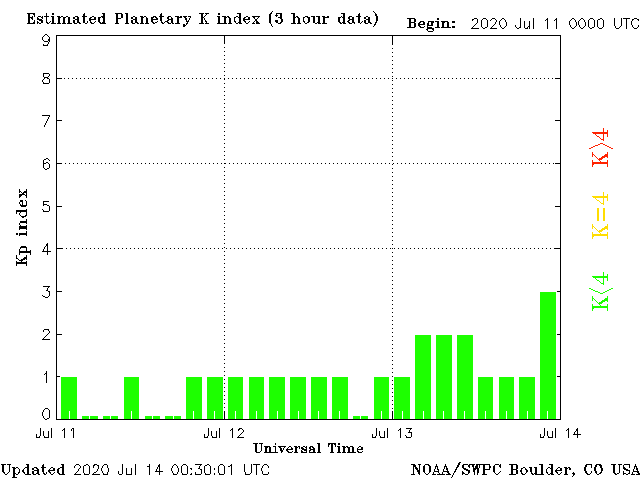 Estimated Planetary K index (3 hour data) Begin: 2020 Jul 11 0000 UTC
9
8
7
6
5
4
3
2
1
0
Kp index
K>4
K=4
K<4
Jul 11 Jul 12 Jul 13 Jul 14
Universal Time
Updated 2020 Jul 14 00:30:01 UTC NOAA/SWPC Boulder, CO USA